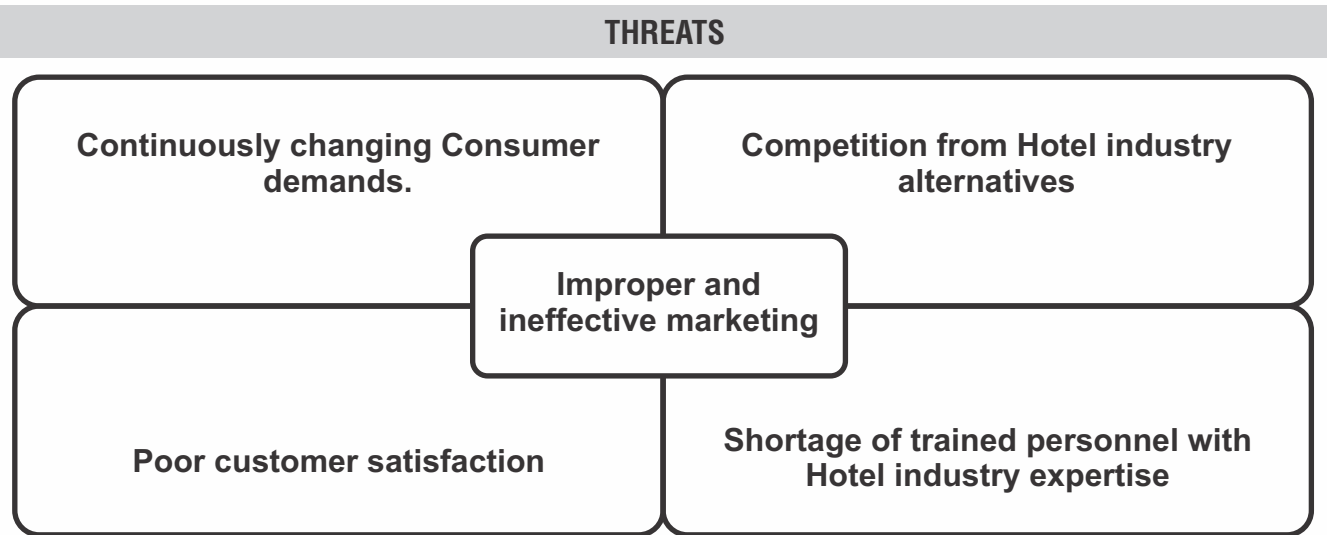 THREATS
Continuously changing Consumer
demands.
Competition from Hotel industry
alternatives
Improper and
ineffective marketing
Poor customer satisfaction
Shortage of trained personnel with
Hotel industry expertise